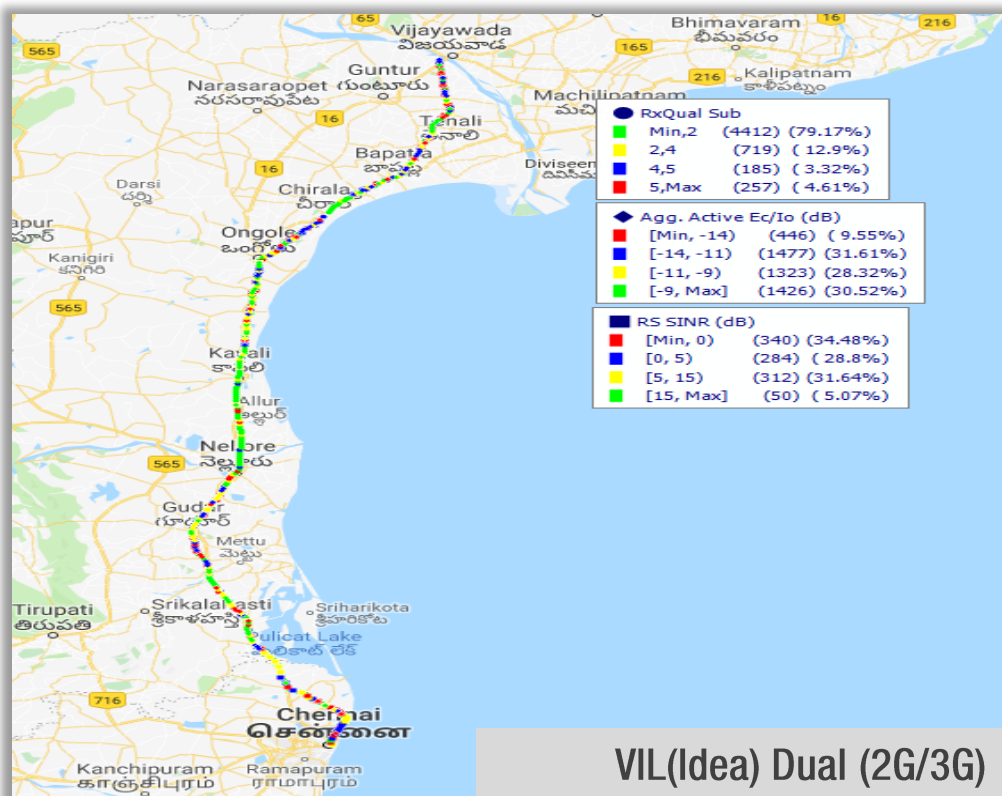 65
Vijayawada
విజయవాడ
Bhimavaram
భీమవరం
16
216
565
165
Guntur
గుంటూరు
Narasaraopet
నరసరావుపేట
216
Kalipatnam
Machilipatnam
16
Tenali
Bapatla
Diviseema
16
Darsi
దర్శి
Chirala
చీరాల
apur
పూర్
Ongole
ఒంగోలు
Kanigiri
కనిగిరి
565
Kavali
కావలి
Allur
అల్లూర్
Nellore
నెల్లూరు
565
Gudur
గూడూర్
Mettu
మెట్టు
Tirupati
తిరుపతి
Srikalahasti
శ్రీకాళహస్తి
Sriharikota
శ్రీహరికోట
Pulicat Lake
పులికాట్ లేక్
716
Chennai
சென்னை
Kanchipuram
காஞ்சிபுரம்
Ramapuram
ராமாபுரம்
RxQual Sub
Min,2 (4412) (79.17%)
2,4 (719) ( 12.9%)
4,5 (185) ( 3.32%)
5,Max (257) ( 4.61%)
Agg. Active Ec/Io (dB)
[Min, -14) (446) ( 9.55%)
[-14, -11) (1477) (31.61%)
[-11, -9) (1323) (28.32%)
[-9, Max] (1426) (30.52%)
RS SINR (dB)
[Min, 0) (340) (34.48%)
[0, 5) (284) ( 28.8%)
[5, 15) (312) (31.64%)
[15, Max] (50) ( 5.07%)
VIL(Idea) Dual (2G/3G)